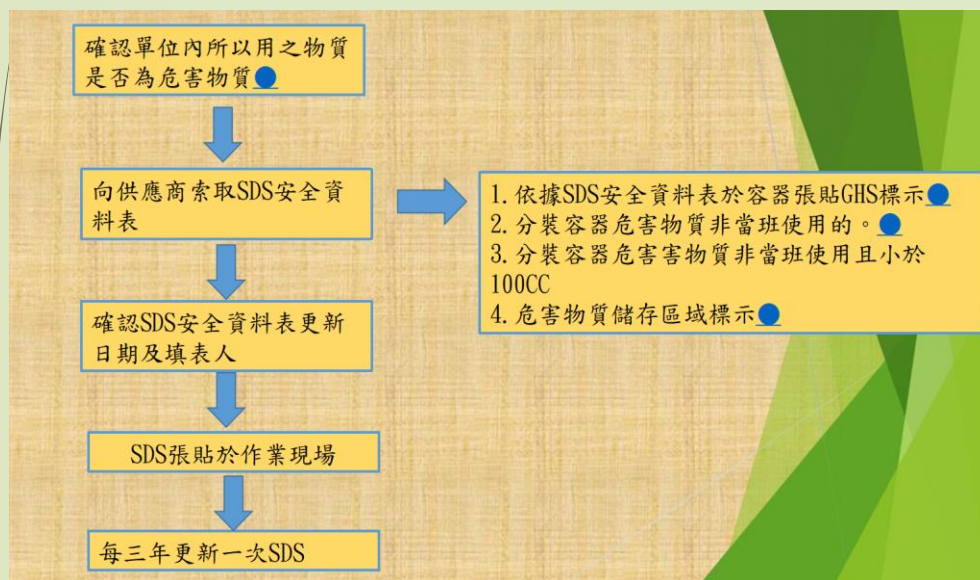 確認單位內所以用之物質
是否為危害物質
向供應商索取SDS安全資
料表
1. 依據SDS安全資料表於容器張貼GHS標示
2. 分裝容器危害物質非當班使用的。
3. 分裝容器危害害物質非當班使用且小於
100CC
4. 危害物質儲存區域標示
確認SDS安全資料表更新
日期及填表人
SDS張貼於作業現場
每三年更新一次SDS